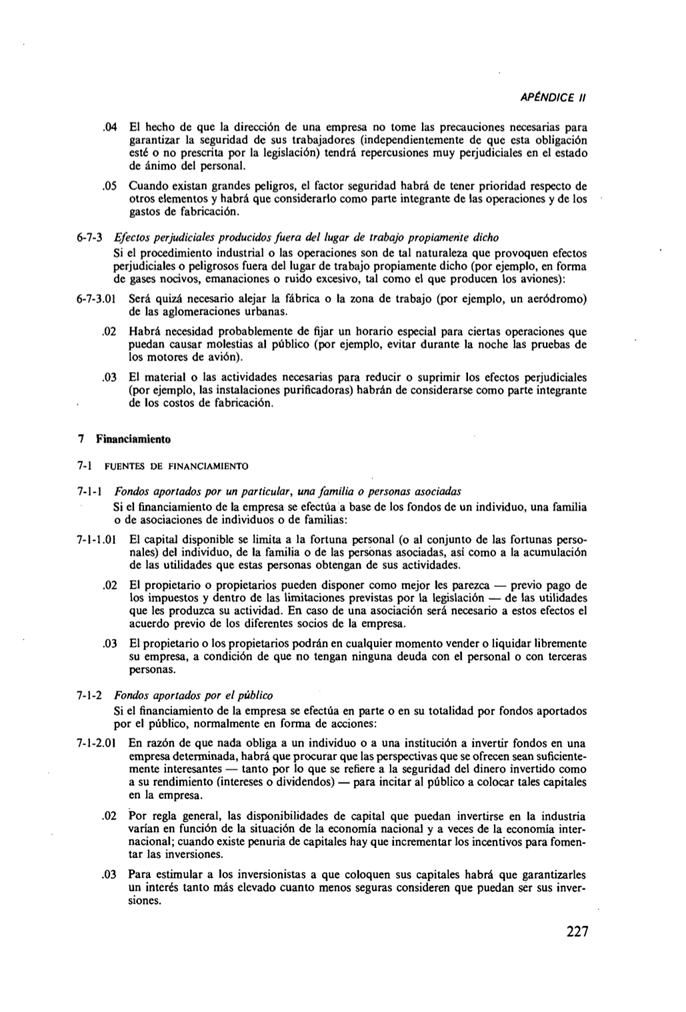 APÉNDICE II
.04 El hecho de que la dirección de una empresa no tome las precauciones necesarias para
garantizar la seguridad de sus trabajadores (independientemente de que esta obligación
esté o no prescrita por la legislación) tendrá repercusiones muy perjudiciales en el estado
de ánimo del personal.
.05 Cuando existan grandes peligros, el factor seguridad habrá de tener prioridad respecto de
otros elementos y habrá que considerarlo como parte integrante de las operaciones y de los
gastos de fabricación.
6-7-3 Efectos perjudiciales producidos fuera del lugar de trabajo propiamente dicho
Si el procedimiento industrial o las operaciones son de tal naturaleza que provoquen efectos
perjudiciales o peligrosos fuera del lugar de trabajo propiamente dicho (por ejemplo, en forma
de gases nocivos, emanaciones o ruido excesivo, tal como el que producen los aviones):
6-7-3.01 Será quizá necesario alejar la fábrica o la zona de trabajo (por ejemplo, un aeródromo)
de las aglomeraciones urbanas.
.02 Habrá necesidad probablemente de fijar un horario especial para ciertas operaciones que
puedan causar molestias al público (por ejemplo, evitar durante la noche las pruebas de
los motores de avión).
.03 El material o las actividades necesarias para reducir o suprimir los efectos perjudiciales
(por ejemplo, las instalaciones purificadoras) habrán de considerarse como parte integrante
de los costos de fabricación.
7 Financiamiento
7-1 FUENTES DE FINANCIAMIENTO
7-1-1 Fondos aportados por un particular, una familia o personas asociadas
Si el financiamiento de la empresa se efectúa a base de los fondos de un individuo, una familia
o de asociaciones de individuos o de familias:
7-1-1.01 El capital disponible se limita a la fortuna personal (o al conjunto de las fortunas perso-
nales) del individuo, de la familia o de las personas asociadas, así como a la acumulación
de las utilidades que estas personas obtengan de sus actividades.
.02 El propietario o propietarios pueden disponer como mejor les parezca — previo pago de
los impuestos y dentro de las limitaciones previstas por la legislación — de las utilidades
que les produzca su actividad. En caso de una asociación será necesario a estos efectos el
acuerdo previo de los diferentes socios de la empresa.
.03 El propietario o los propietarios podrán en cualquier momento vender o liquidar libremente
su empresa, a condición de que no tengan ninguna deuda con el personal o con terceras
personas.
7-1-2 Fondos aportados por el público
Si el financiamiento de la empresa se efectúa en parte o en su totalidad por fondos aportados
por el público, normalmente en forma de acciones:
7-1-2.01 En razón de que nada obliga a un individuo o a una institución a invertir fondos en una
empresa determinada, habrá que procurar que las perspectivas que se ofrecen sean suficiente-
mente interesantes — tanto por lo que se refiere a la seguridad del dinero invertido como
a su rendimiento (intereses o dividendos) — para incitar al público a colocar tales capitales
en la empresa.
.02 Por regla general, las disponibilidades de capital que puedan invertirse en la industria
varían en función de la situación de la economía nacional y a veces de la economía inter-
nacional; cuando existe penuria de capitales hay que incrementar los incentivos para fomen-
tar las inversiones.
.03 Para estimular a los inversionistas a que coloquen sus capitales habrá que garantizarles
un interés tanto más elevado cuanto menos seguras consideren que puedan ser sus inver-
siones.
227